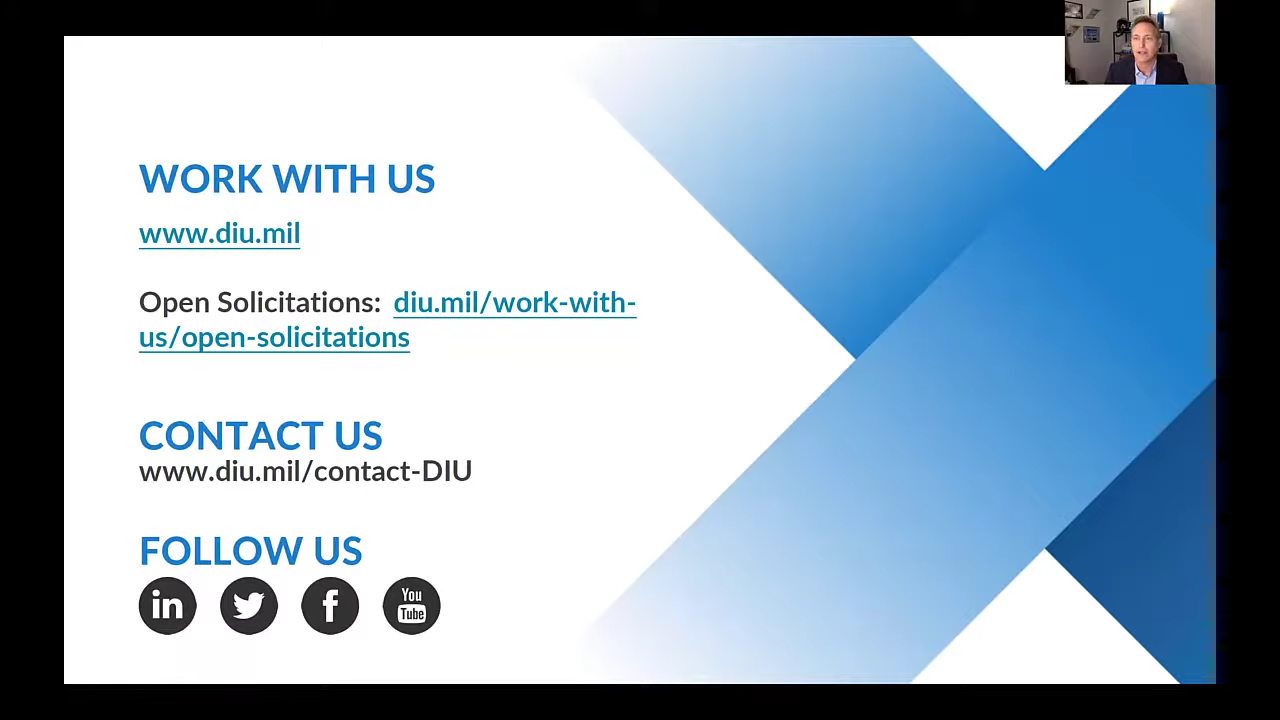 WORK WITH US
www.diu.mil
Open Solicitations: diu.mil/work-with-
us/open-solicitations
CONTACT US
www.diu.mil/contact-DIU
FOLLOW US
in f You Tube